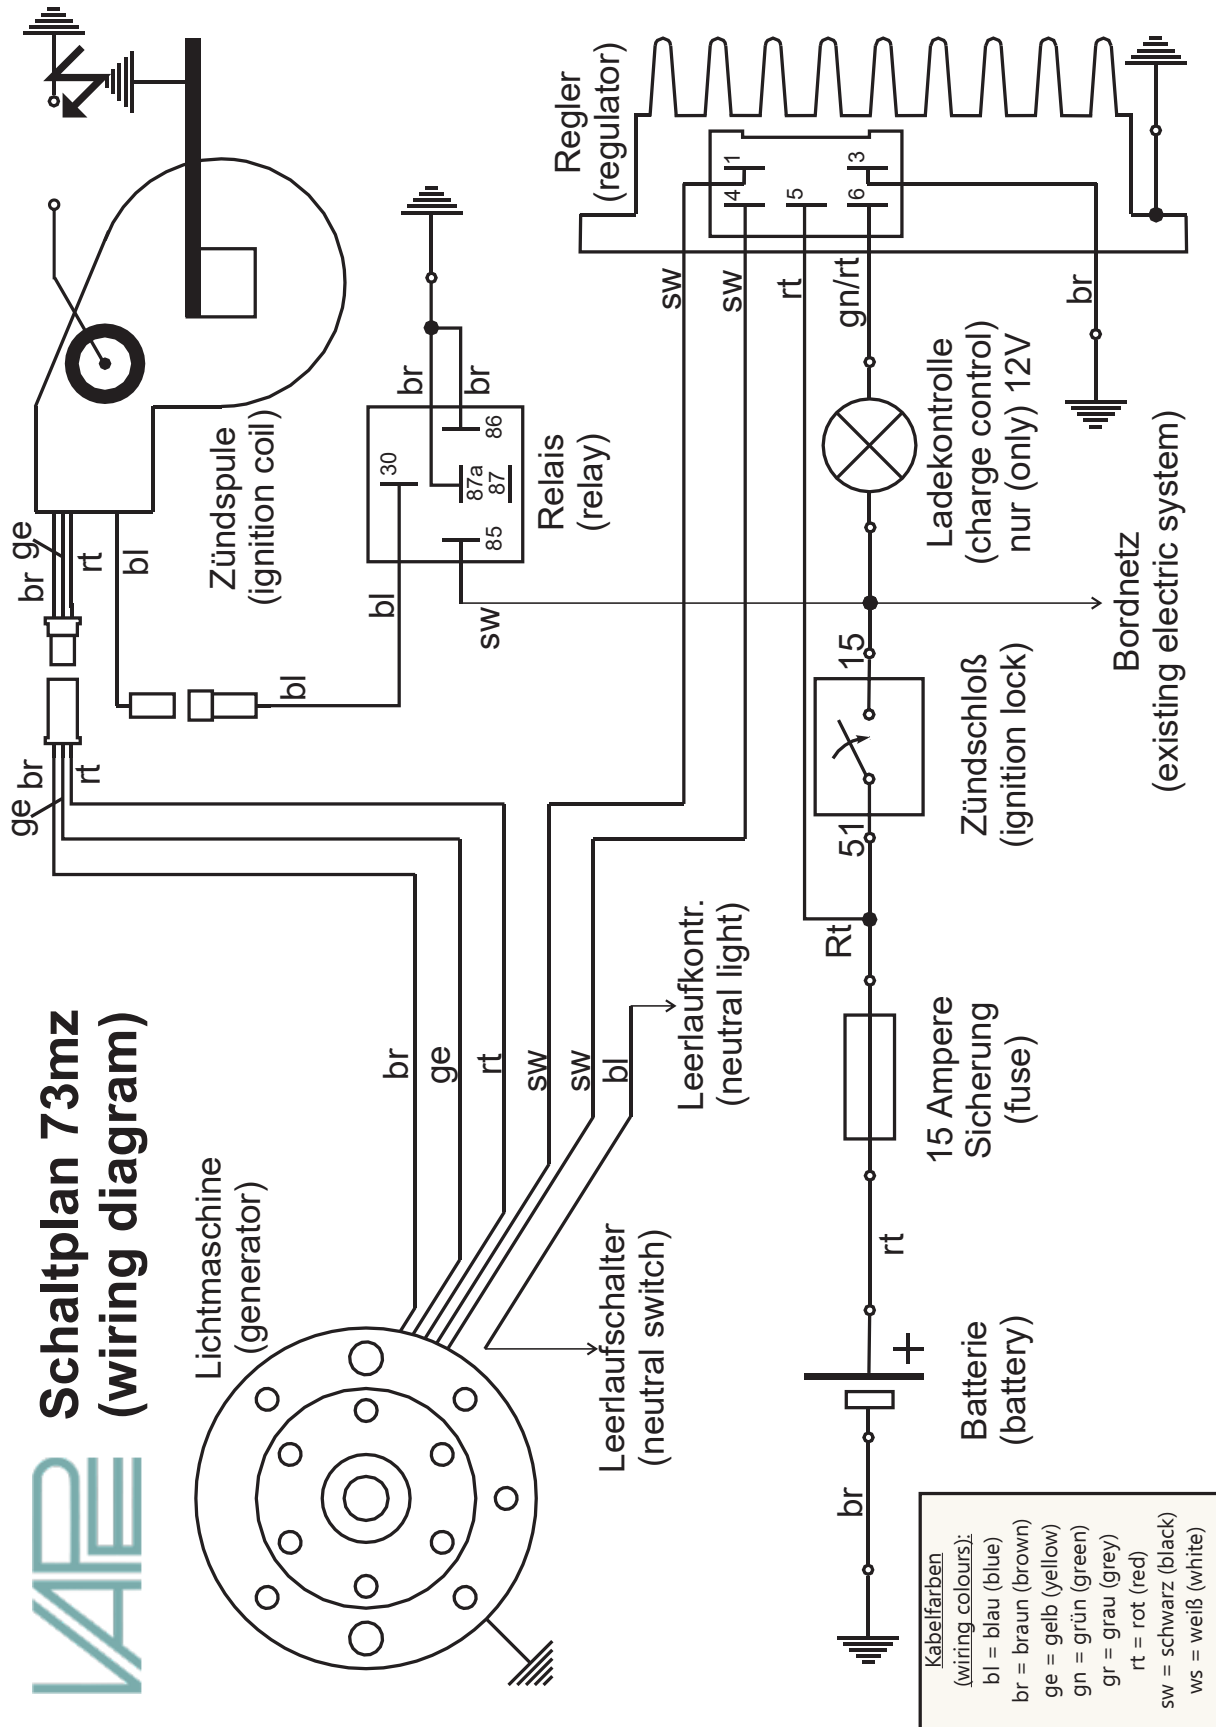 VAPE
Schaltplan 73mz
(wiring diagram)
Lichtmaschine
(generator)
br
ge
rt
sw
sw
bl
Leerlaufschalter
(neutral switch)
Leerlaufkontr.
(neutral light)
ge
br
rt
br
ge
rt
bl
Zündspule
(ignition coil)
bl
bl
30
85
87a
87
86
br
br
sw
Relais
(relay)
Regler
(regulator)
1
4
5
3
6
sw
sw
rt
gn/rt
br
Ladekontrolle
(charge control)
nur (only) 12V
Bordnetz
(existing electric system)
15
51
Zündschloß
(ignition lock)
Rt
15 Ampere
Sicherung
(fuse)
rt
+
Batterie
(battery)
br
Kabelfarben
(wiring colours):
bl = blau (blue)
br = braun (brown)
ge = gelb (yellow)
gn = grün (green)
gr = grau (grey)
rt = rot (red)
sw = schwarz (black)
ws = weiß (white)